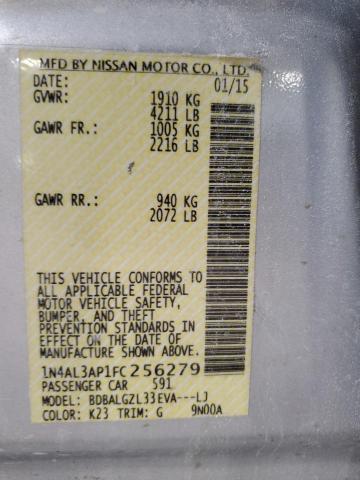 MFD BY NISSAN MOTOR CO., LTD.
DATE: 01/15
GVWR: 1910 KG
4211 LB
GAWR FR.: 1005 KG
2216 LB
GAWR RR.: 940 KG
2072 LB
THIS VEHICLE CONFORMS TO
ALL APPLICABLE FEDERAL
MOTOR VEHICLE SAFETY,
BUMPER, AND THEFT
PREVENTION STANDARDS IN
EFFECT ON THE DATE OF
MANUFACTURE SHOWN ABOVE.
1N4AL3AP1FC256279
PASSENGER CAR 591
MODEL: BDBALGZL33EVA---LJ
COLOR: K23 TRIM: G 9N00A